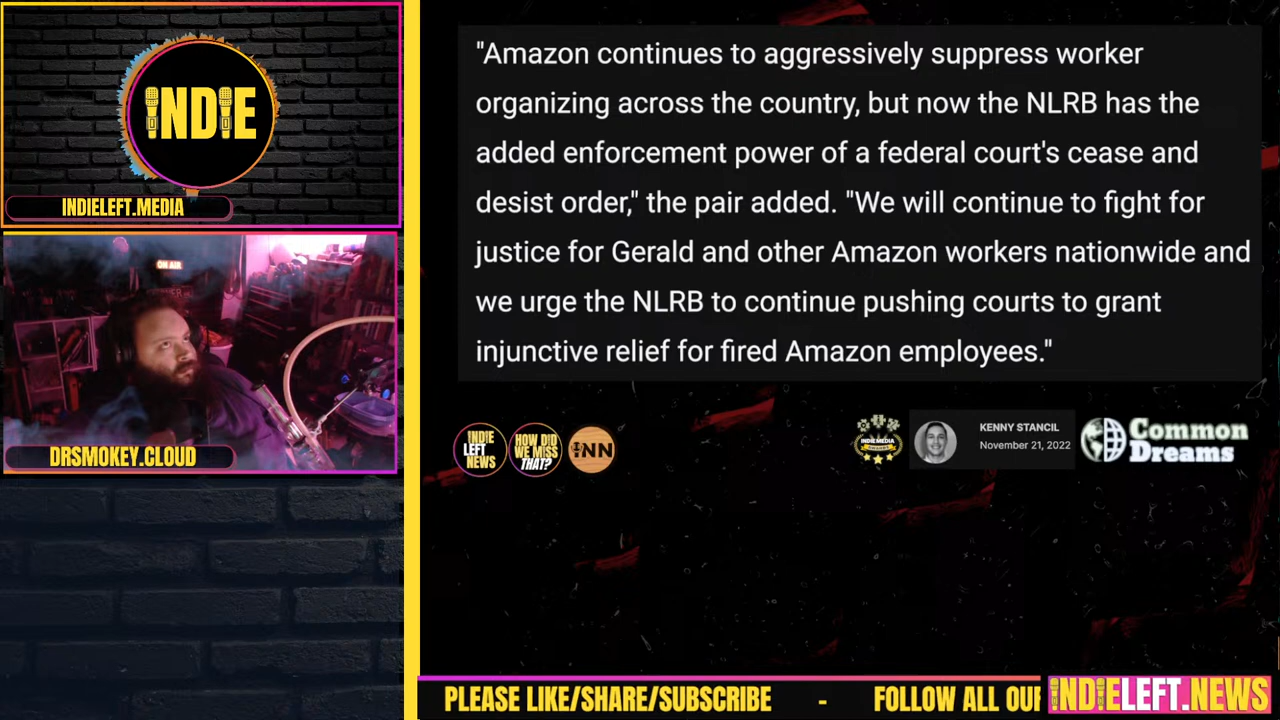 INDIE
INDIELEFT.MEDIA
ON AIR
DRSMOKEY.CLOUD
"Amazon continues to aggressively suppress worker
organizing across the country, but now the NLRB has the
added enforcement power of a federal court's cease and
desist order," the pair added. "We will continue to fight for
justice for Gerald and other Amazon workers nationwide and
we urge the NLRB to continue pushing courts to grant
injunctive relief for fired Amazon employees."
INDIE
LEFT
NEWS
HOW DID
WE MISS
THAT?
INN
INDIE MEDIA
KENNY STANCIL
November 21, 2022
Common
Dreams
PLEASE LIKE/SHARE/SUBSCRIBE - FOLLOW ALL OUR
INDIELEFT.NEWS